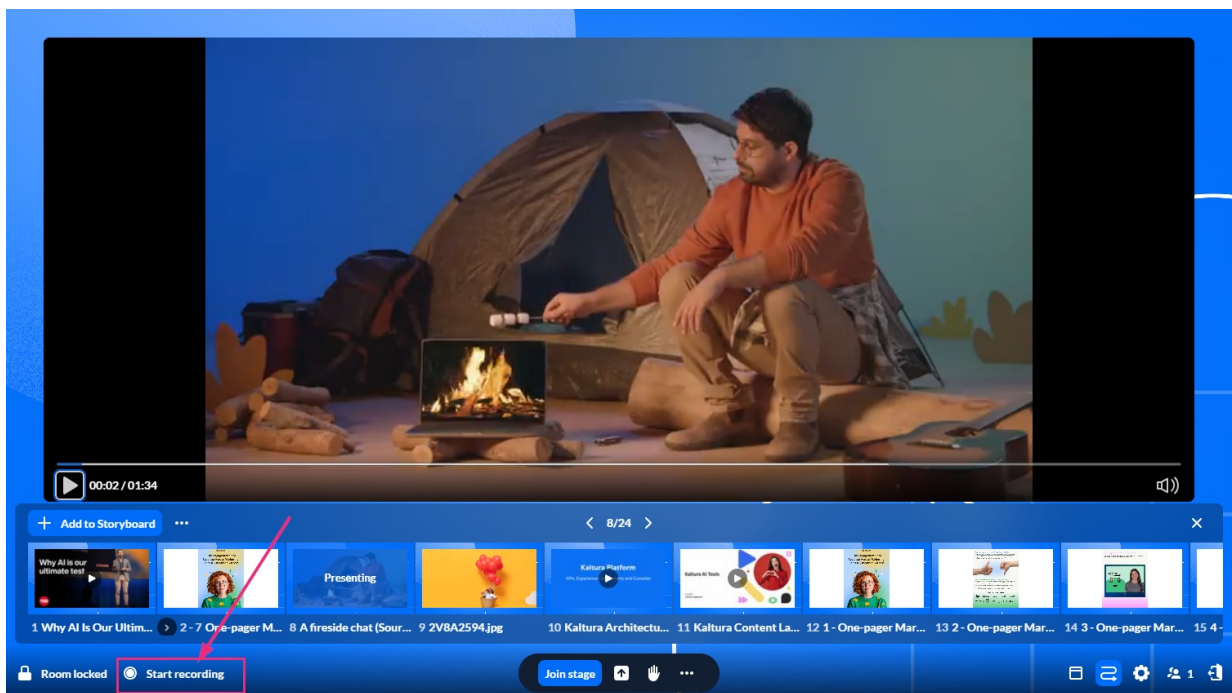 00:02 / 01:34
+ Add to Storyboard ...
8/24
Why AI is our
ultimate test
Presenting
Kaltura Platform
Kaltura AI Tools
1 Why AI Is Our Ultim...
2 - 7 One-pager M...
8 A fireside chat (Sour...
9 2V8A2594.jpg
10 Kaltura Architectu...
11 Kaltura Content La...
12 1 - One-pager Mar...
13 2 - One-pager Mar...
14 3 - One-pager Mar...
15 4 -
Room locked
Start recording
Join stage
1